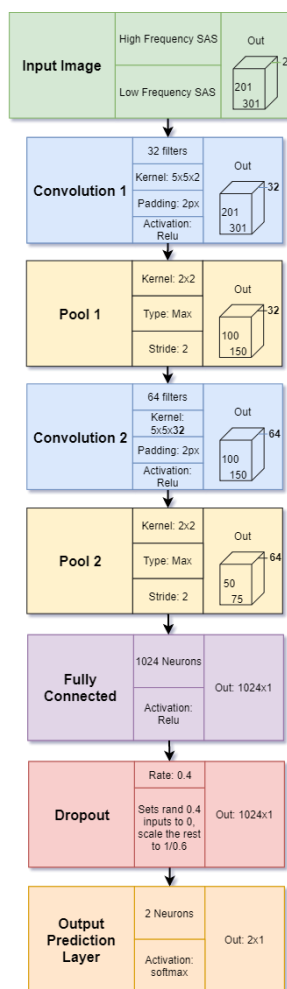 Input Image
High Frequency SAS
Low Frequency SAS
Out
2
201
301
Convolution 1
32 filters
Kernel: 5x5x2
Padding: 2px
Activation:
Relu
Out
32
201
301
Pool 1
Kernel: 2x2
Type: Max
Stride: 2
Out
32
100
150
Convolution 2
64 filters
Kernel:
5x5x32
Padding: 2px
Activation:
Relu
Out
64
100
150
Pool 2
Kernel: 2x2
Type: Max
Stride: 2
Out
64
50
75
Fully
Connected
1024 Neurons
Activation:
Relu
Out: 1024x1
Dropout
Rate: 0.4
Sets rand 0.4
inputs to 0,
scale the rest
to 1/0.6
Out: 1024x1
Output
Prediction
Layer
2 Neurons
Activation:
softmax
Out: 2x1